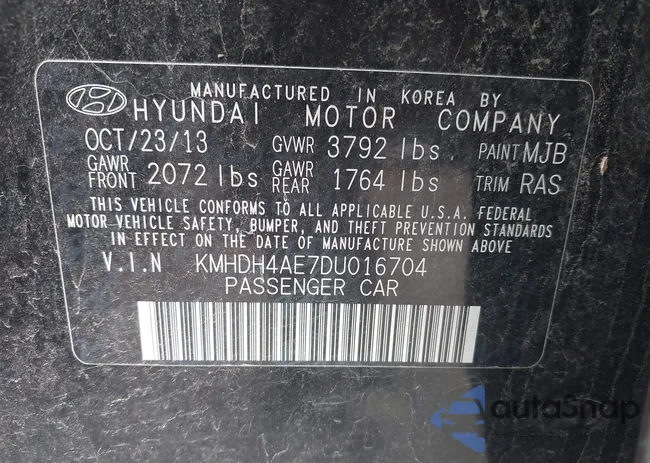 MANUFACTURED IN KOREA BY
HYUNDAI MOTOR COMPANY
OCT/23/13 GVWR 3792 lbs PAINT MJB
GAWR FRONT 2072 lbs GAWR REAR 1764 lbs TRIM RAS
THIS VEHICLE CONFORMS TO ALL APPLICABLE U.S.A. FEDERAL
MOTOR VEHICLE SAFETY, BUMPER, AND THEFT PREVENTION STANDARDS
IN EFFECT ON THE DATE OF MANUFACTURE SHOWN ABOVE
V.I.N KMHDH4AE7DU016704
PASSENGER CAR
autoSnap